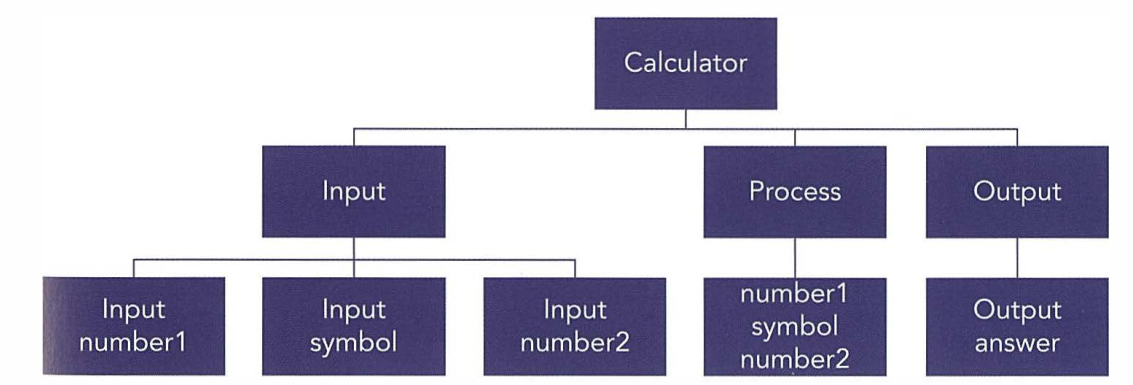 Calculator
Input
Process
Output
Input
number1
Input
symbol
Input
number2
number1
symbol
number2
Output
answer